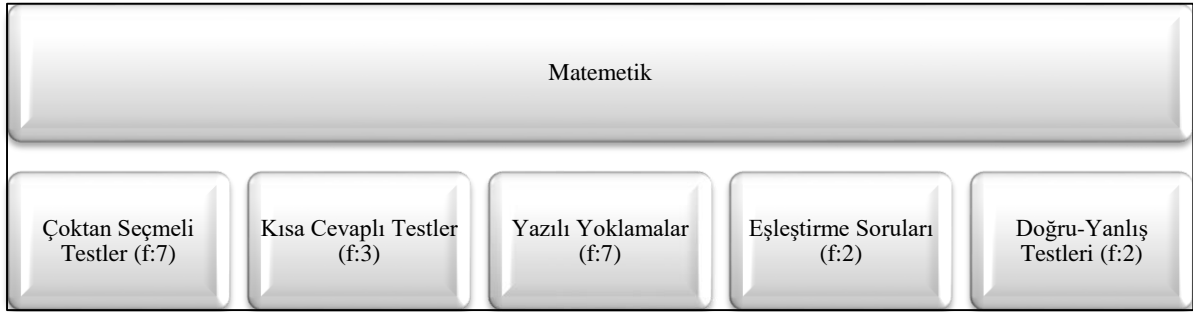 Matemetik
Çoktan Seçmeli
Testler (f:7)
Kısa Cevaplı Testler
(f:3)
Yazılı Yoklamalar
(f:7)
Eşleştirme Soruları
(f:2)
Doğru-Yanlış
Testleri (f:2)